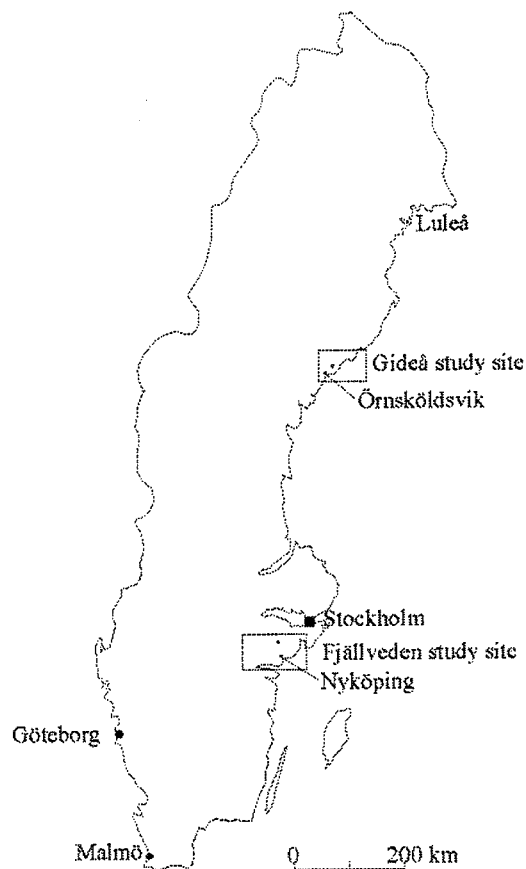 Luleå
Gideå study site
Örnsköldsvik
Stockholm
Fjällveden study site
Nyköping
Göteborg
Malmö
0 200 km